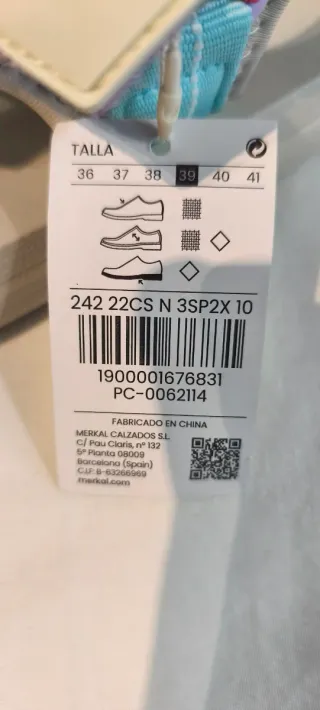 TALLA
36 37 38 39 40 41
242 22CS N 3SP2X 10
1900001676831
PC-0062114
FABRICADO EN CHINA
MERKAL CALZADOS S.L
C/ Pau Claris, nº 132
5ª Planta 08009
Barcelona (Spain)
C.I.F: B-63266969
merkal.com